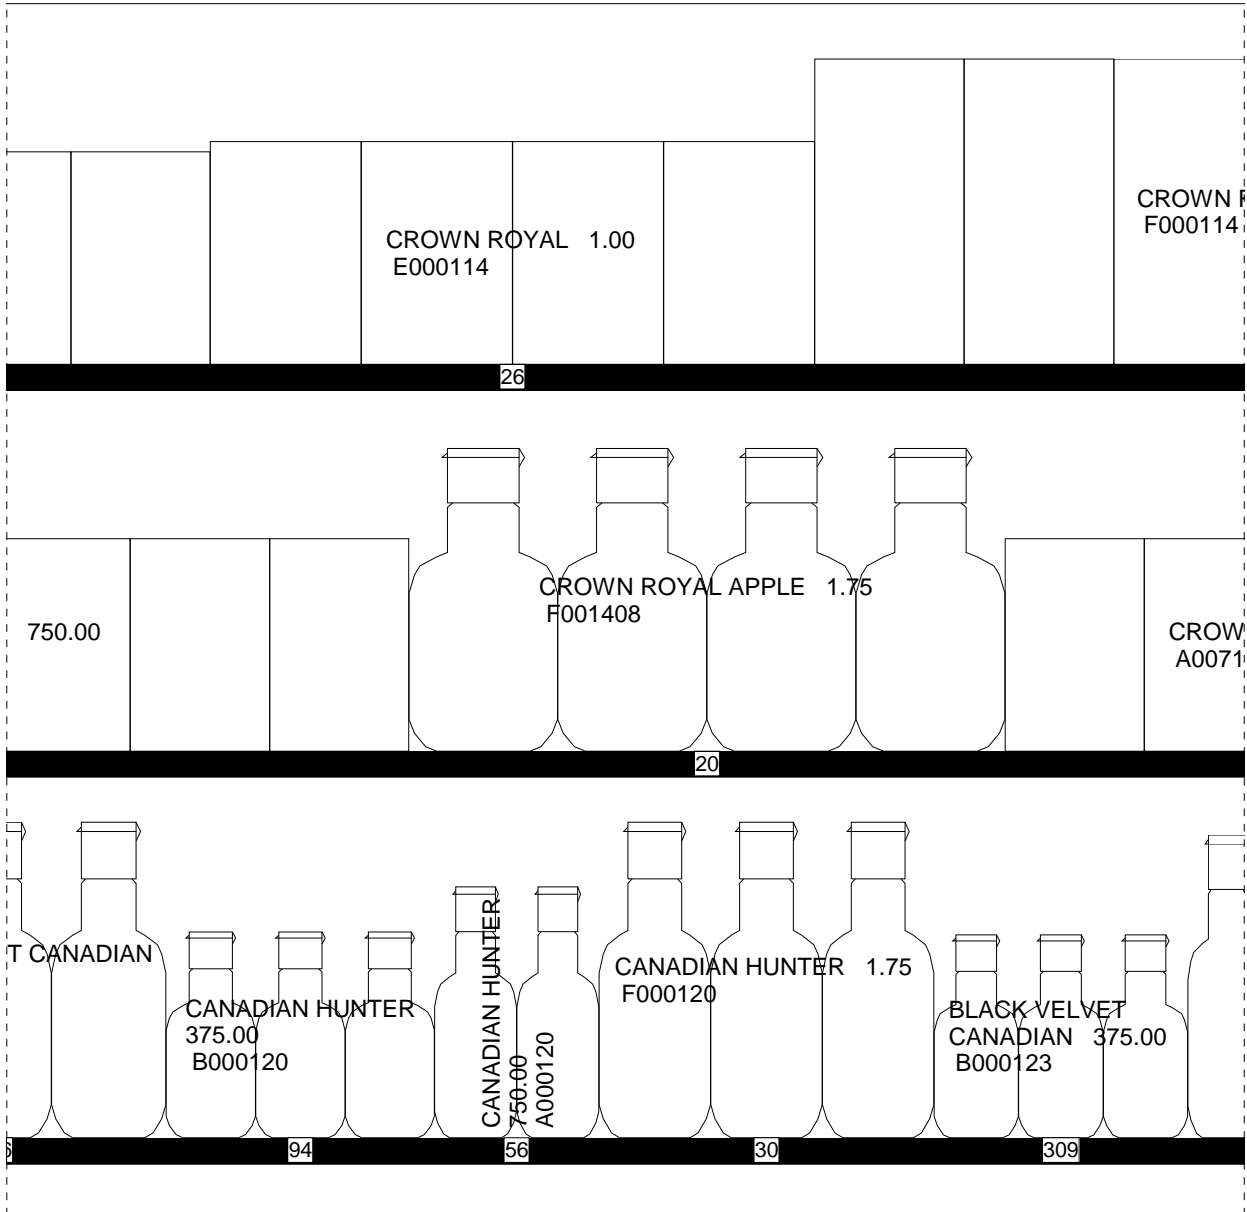 CROWN
F000114
CROWN ROYAL 1.00
E000114
26
CROWN ROYAL APPLE 1.75
F001408
750.00
A0071
20
T CANADIAN
CANADIAN HUNTER
375.00
B000120
CANADIAN HUNTER
750.00
A000120
CANADIAN HUNTER 1.75
F000120
BLACK VELVET
CANADIAN 375.00
B000123
94
56
30
309